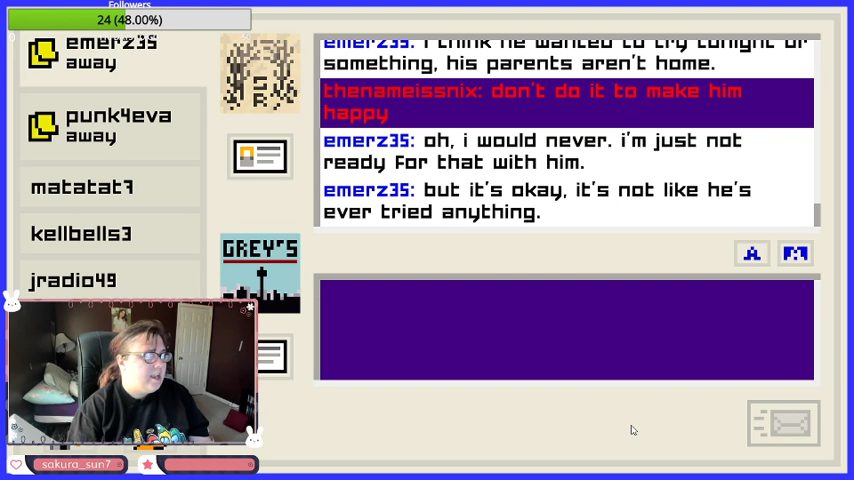 Followers
24 (48.00%)
emerz35
away
punk4eva
away
matatat7
kellbells3
jradio49
GREY'S
emerz35: i think he wanted to try tonight or
something, his parents aren't home.
thenameissnix: don't do it to make him
happy
emerz35: oh, i would never. i'm just not
ready for that with him.
emerz35: but it's okay, it's not like he's
ever tried anything.
A
sakura_sun7